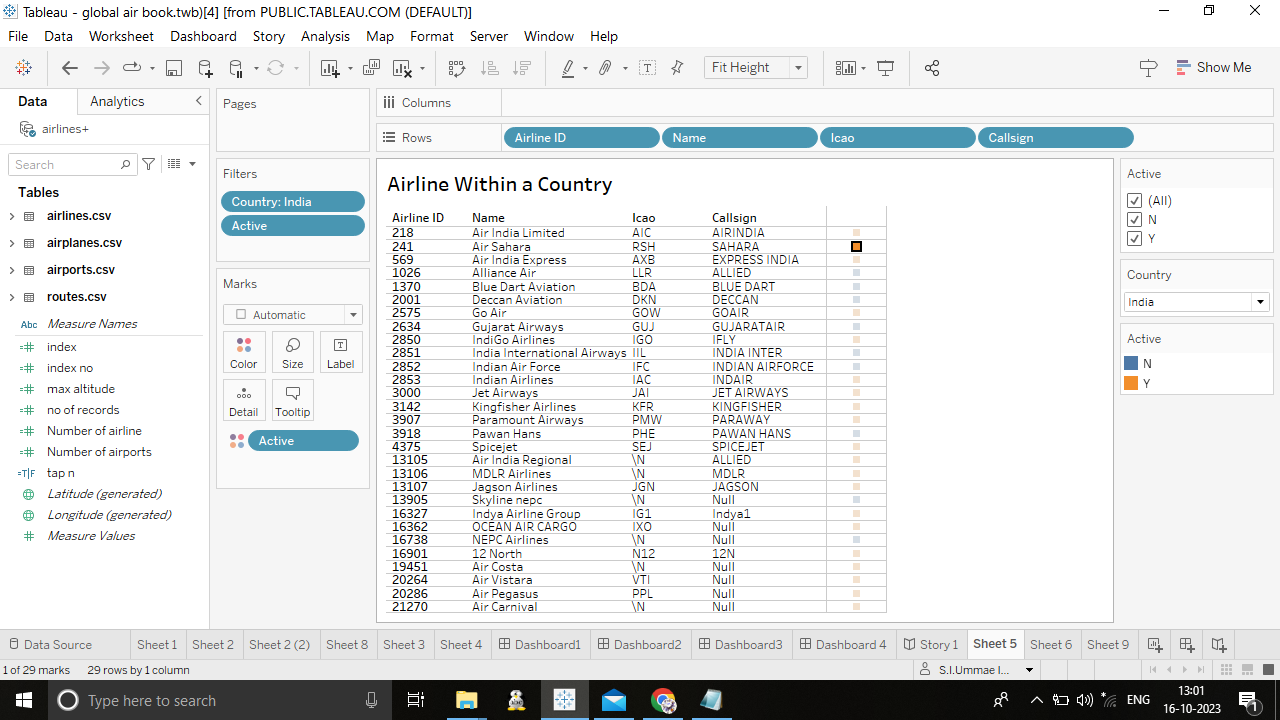 Tableau - global air book.twb)[4] [from PUBLIC.TABLEAU.COM (DEFAULT)]
File Data Worksheet Dashboard Story Analysis Map Format Server Window Help
Fit Height Show Me
Data Analytics
airlines+
Search
Tables
airlines.csv
airplanes.csv
airports.csv
routes.csv
Abc Measure Names
index
index no
max altitude
no of records
Number of airline
Number of airports
T|F tap n
Latitude (generated)
Longitude (generated)
Measure Values
Pages
Filters
Country: India
Active
Marks
Automatic
Color Size Label
Detail Tooltip
Active
Columns
Rows Airline ID Name Icao Callsign
Airline Within a Country
Airline ID Name Icao Callsign
218 Air India Limited AIC AIRINDIA
241 Air Sahara RSH SAHARA
569 Air India Express AXB EXPRESS INDIA
1026 Alliance Air LLR ALLIED
1370 Blue Dart Aviation BDA BLUE DART
2001 Deccan Aviation DKN DECCAN
2575 Go Air GOW GOAIR
2634 Gujarat Airways GUJ GUJARATAIR
2850 IndiGo Airlines IGO IFLY
2851 India International Airways IIL INDIA INTER
2852 Indian Air Force IFC INDIAN AIRFORCE
2853 Indian Airlines IAC INDAIR
3000 Jet Airways JAI JET AIRWAYS
3142 Kingfisher Airlines KFR KINGFISHER
3907 Paramount Airways PMW PARAWAY
3918 Pawan Hans PHE PAWAN HANS
4375 Spicejet SEJ SPICEJET
13105 Air India Regional \N ALLIED
13106 MDLR Airlines \N MDLR
13107 Jagson Airlines JGN JAGSON
13905 Skyline nepc \N Null
16327 Indya Airline Group IG1 Indya1
16362 OCEAN AIR CARGO IXO Null
16738 NEPC Airlines \N Null
16901 12 North N12 12N
19451 Air Costa \N Null
20264 Air Vistara VTI Null
20286 Air Pegasus PPL Null
21270 Air Carnival \N Null
Active
(All)
N
Y
Country
India
Active
N
Y
Data Source Sheet 1 Sheet 2 Sheet 2 (2) Sheet 8 Sheet 3 Sheet 4 Dashboard1 Dashboard2 Dashboard3 Dashboard 4 Story 1 Sheet 5 Sheet 6 Sheet 9
1 of 29 marks 29 rows by 1 column S.I.Ummae I...
Type here to search ENG 13:01
16-10-2023 1